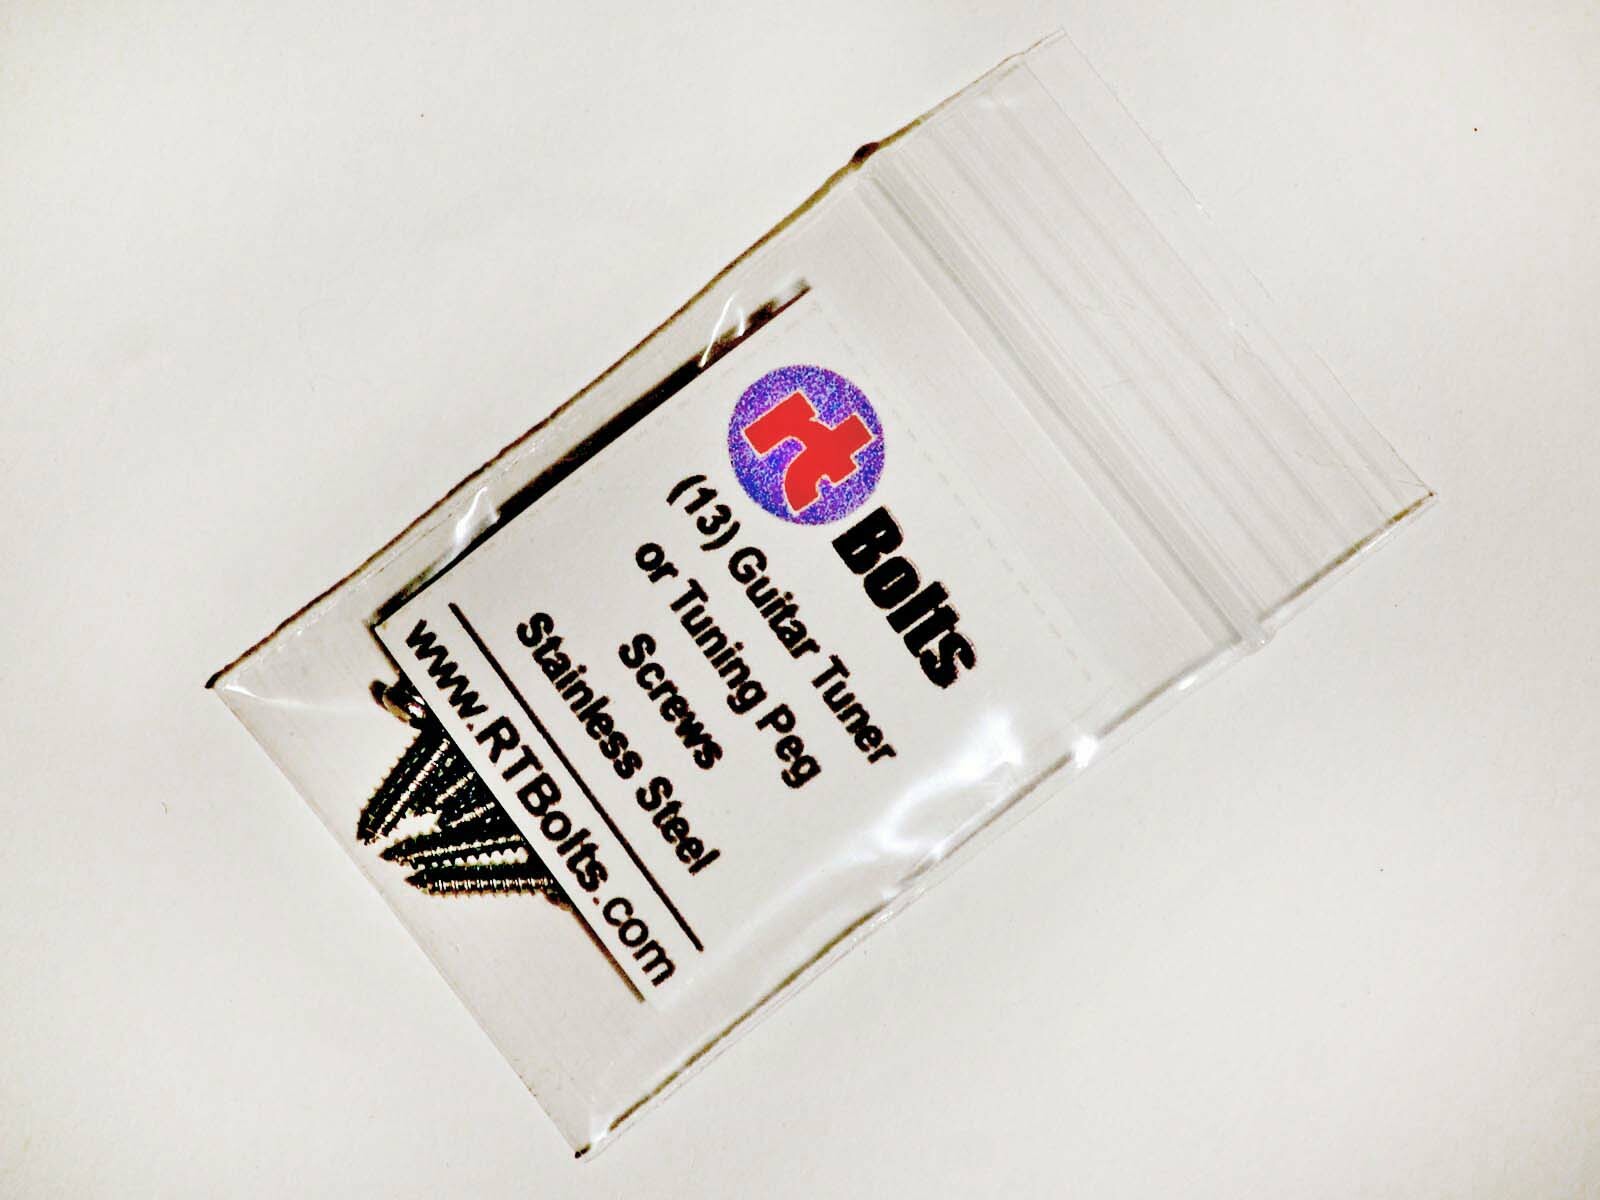 rt Bolts
(13) Guitar Tuner
or Tuning Peg
Screws
Stainless Steel
www.RTBolts.com